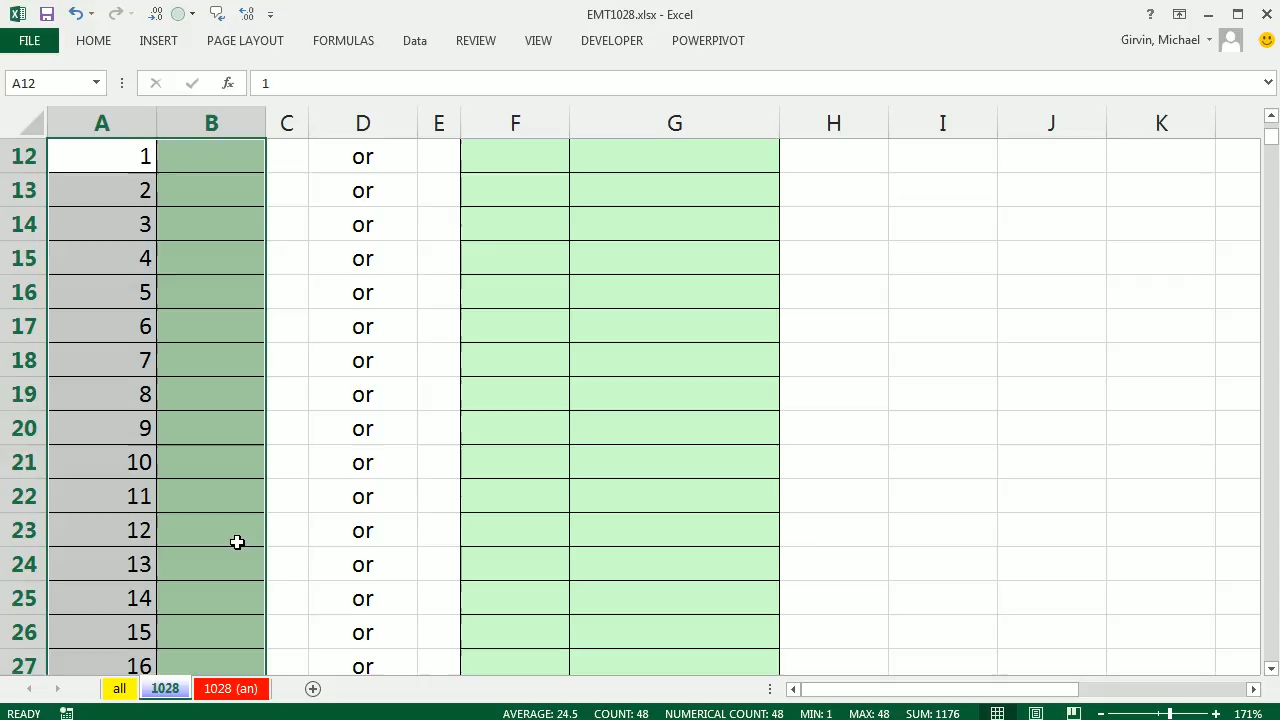 EMT1028.xlsx - Excel
FILE HOME INSERT PAGE LAYOUT FORMULAS Data REVIEW VIEW DEVELOPER POWERPIVOT Girvin, Michael
A12 fx 1
A B C D E F G H I J K
12 1 or
13 2 or
14 3 or
15 4 or
16 5 or
17 6 or
18 7 or
19 8 or
20 9 or
21 10 or
22 11 or
23 12 or
24 13 or
25 14 or
26 15 or
27 16 or
all 1028 1028 (an)
READY AVERAGE: 24.5 COUNT: 48 NUMERICAL COUNT: 48 MIN: 1 MAX: 48 SUM: 1176 171%